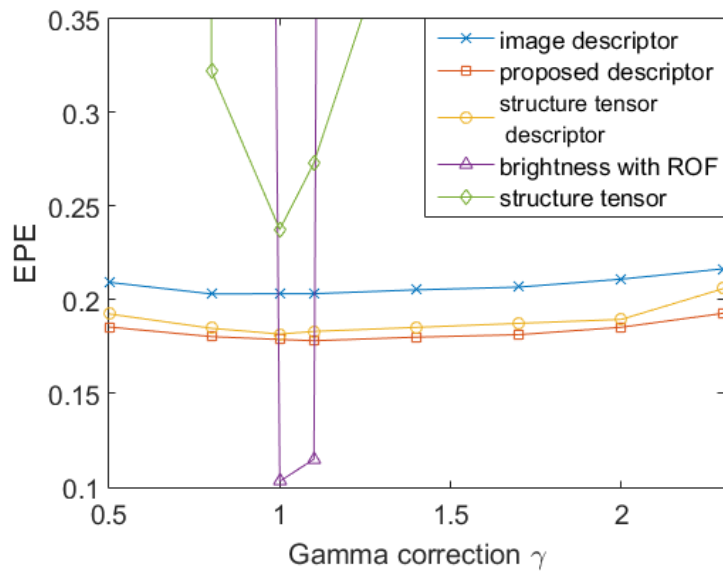 0.35
0.3
0.25
0.2
0.15
0.1
EPE
image descriptor
proposed descriptor
structure tensor
descriptor
brightness with ROF
structure tensor
0.5
1
1.5
2
Gamma correction γ